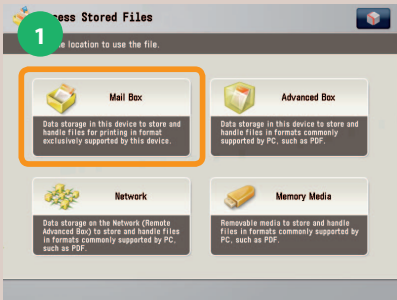 1
ess Stored Files
e location to use the file.
Mail Box
Data storage in this device to store and
handle files for printing in format
exclusively supported by this device.
Advanced Box
Data storage in this device to store and
handle files in formats commonly
supported by PC, such as PDF.
Network
Data storage on the Network (Remote
Advanced Box) to store and handle files
in formats commonly supported by PC,
such as PDF.
Memory Media
Removable media to store and handle
files in formats commonly supported by
PC, such as PDF.